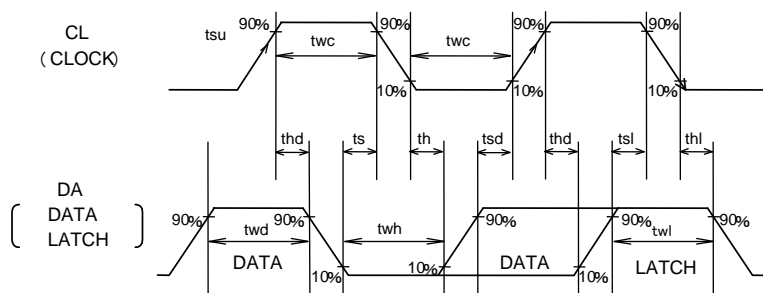 CL
(CLOCK)
tsu
90%
twc
90%
10%
twc
90%
10%
90%
10%
thd
ts
th
tsd
thd
tsl
thl
DA
DATA
LATCH
90%
twd
90%
10%
twh
10%
90%
10%
90%
twl
90%
DATA
DATA
LATCH